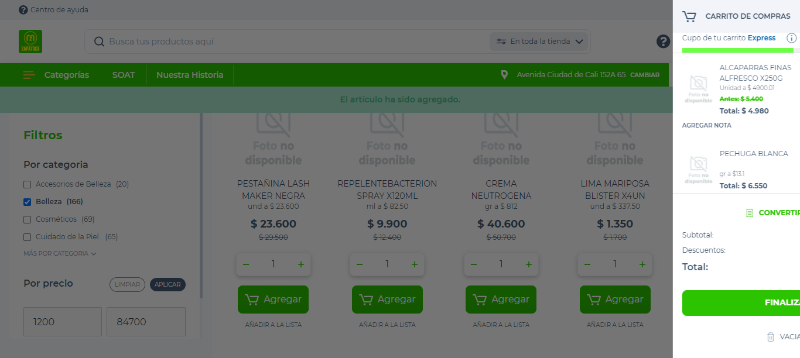 Centro de ayuda
CARRITO DE COMPRAS
Cupo de tu carrito Express
Busca tus productos aquí
En toda la tienda
Categorías
SOAT
Nuestra Historia
Avenida Ciudad de Cali 152A 65 CAMBIAR
El artículo ha sido agregado.
Filtros
Por categoría
Accesorios de Belleza (20)
Belleza (166)
Cosméticos (69)
Cuidado de la Piel (65)
MÁS POR CATEGORIA
Por precio
LIMPIAR
APLICAR
1200
84700
Foto no
disponible
PESTAÑINA LASH
MAKER NEGRA
und a $ 23.600
$ 23.600
$ 29.500
1
Agregar
AÑADIR A LA LISTA
Foto no
disponible
REPELENTEBACTERION
SPRAY X120ML
ml a $ 82.50
$ 9.900
$ 12.400
1
Agregar
AÑADIR A LA LISTA
Foto no
disponible
CREMA
NEUTROGENA
gr a $ 812
$ 40.600
$ 50.700
1
Agregar
AÑADIR A LA LISTA
Foto no
disponible
LIMA MARIPOSA
BLISTER X4UN
und a $ 337.50
$ 1.350
$ 1.700
1
Agregar
AÑADIR A LA LISTA
Foto no
disponible
ALCAPARRAS FINAS
ALFRESCO X250G
Unidad a $ 4900.01
Antes: $ 5.400
Total: $ 4.980
AGREGAR NOTA
Foto no
disponible
PECHUGA BLANCA
gr a $13.1
Total: $ 6.550
CONVERTIR
Subtotal:
Descuentos:
Total:
FINALIZA
VACIA